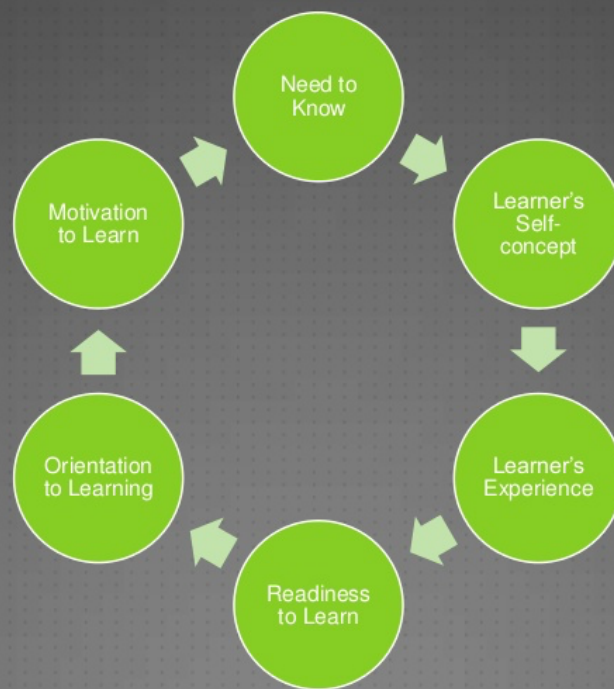 Need to
Know
Learner's
Self-
concept
Learner's
Experience
Readiness
to Learn
Orientation
to Learning
Motivation
to Learn